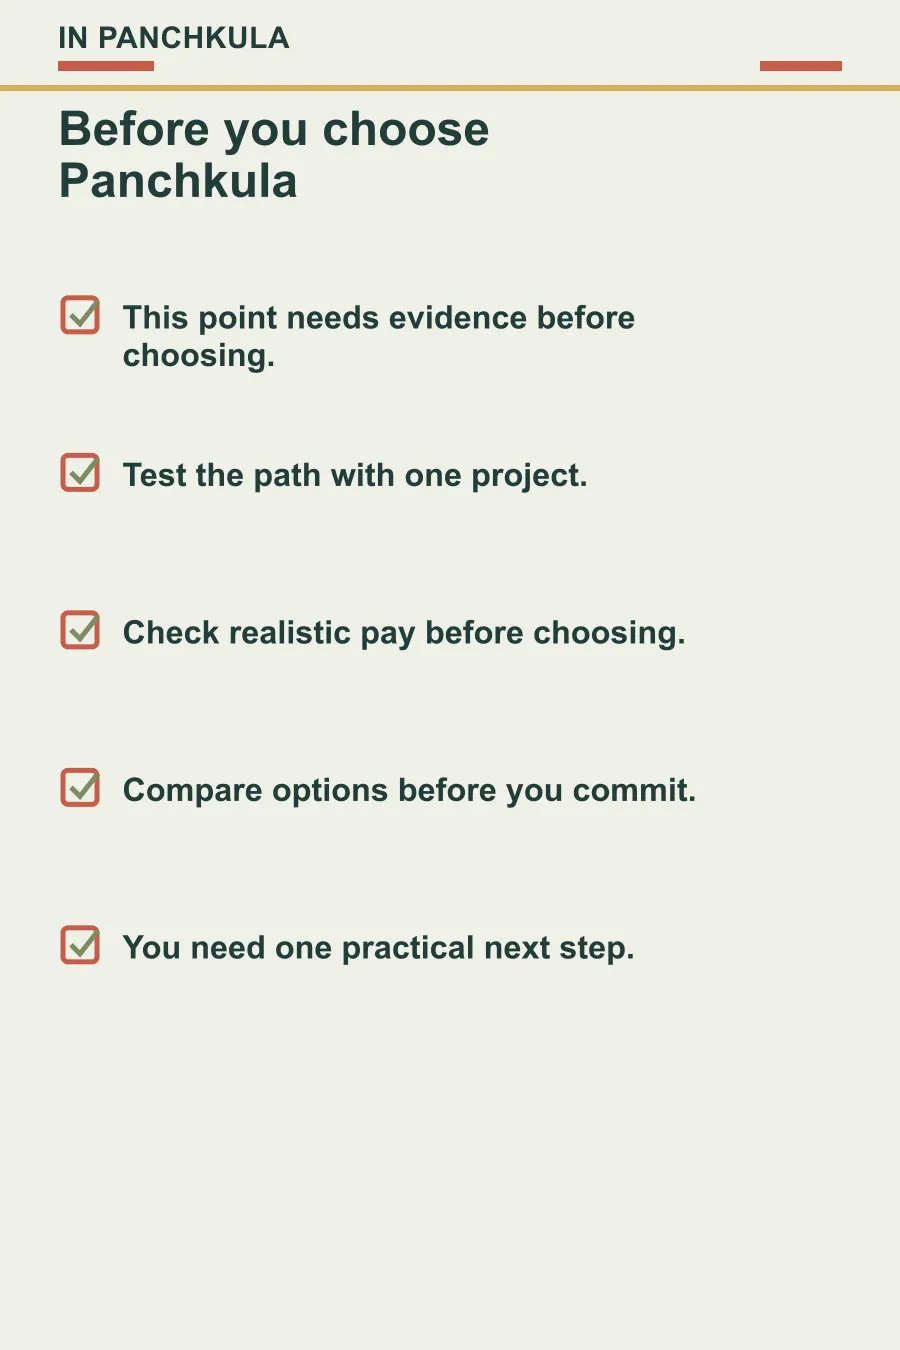 IN PANCHKULA
Before you choose
Panchkula
This point needs evidence before
choosing.
Test the path with one project.
Check realistic pay before choosing.
Compare options before you commit.
You need one practical next step.